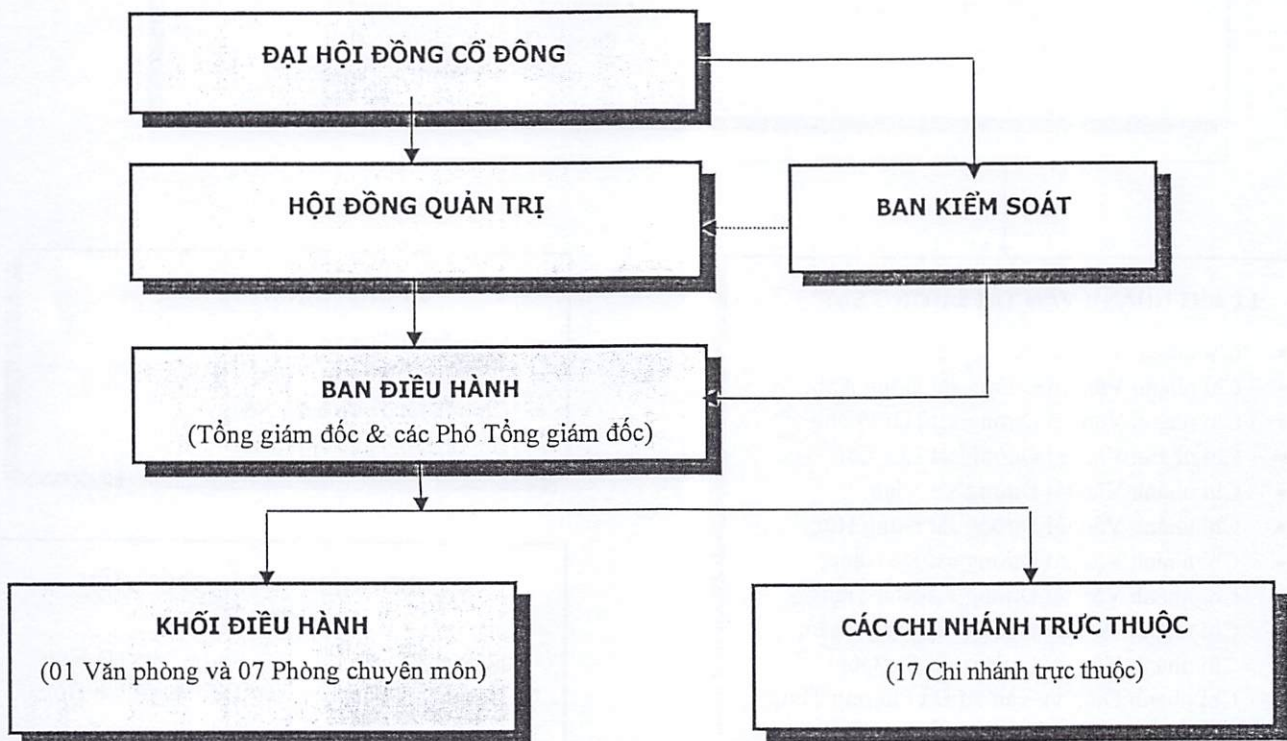 ĐẠI HỘI ĐỒNG CỔ ĐÔNG
HỘI ĐỒNG QUẢN TRỊ
BAN KIỂM SOÁT
BAN ĐIỀU HÀNH
(Tổng giám đốc & các Phó Tổng giám đốc)
KHỐI ĐIỀU HÀNH
(01 Văn phòng và 07 Phòng chuyên môn)
CÁC CHI NHÁNH TRỰC THUỘC
(17 Chi nhánh trực thuộc)